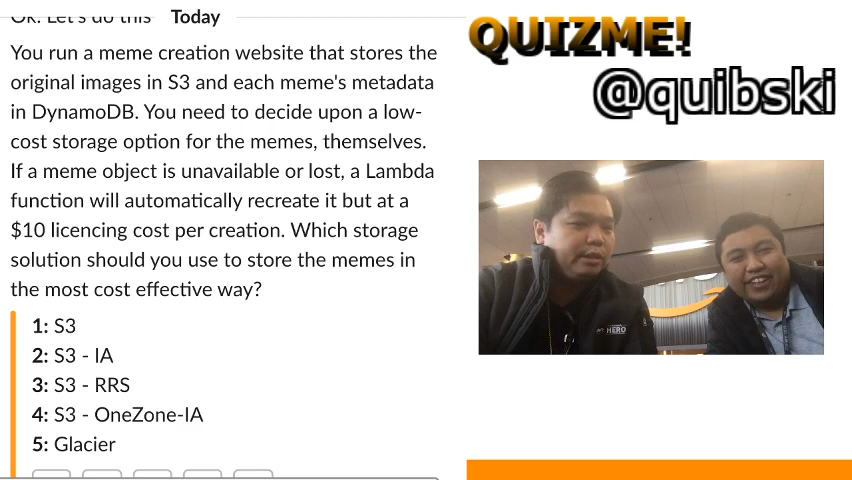 Ok. Let's do this
Today
You run a meme creation website that stores the
original images in S3 and each meme's metadata
in DynamoDB. You need to decide upon a low-
cost storage option for the memes, themselves.
If a meme object is unavailable or lost, a Lambda
function will automatically recreate it but at a
$10 licencing cost per creation. Which storage
solution should you use to store the memes in
the most cost effective way?
1: S3
2: S3 - IA
3: S3 - RRS
4: S3 - OneZone-IA
5: Glacier
QUIZME!
@quibski
HERO